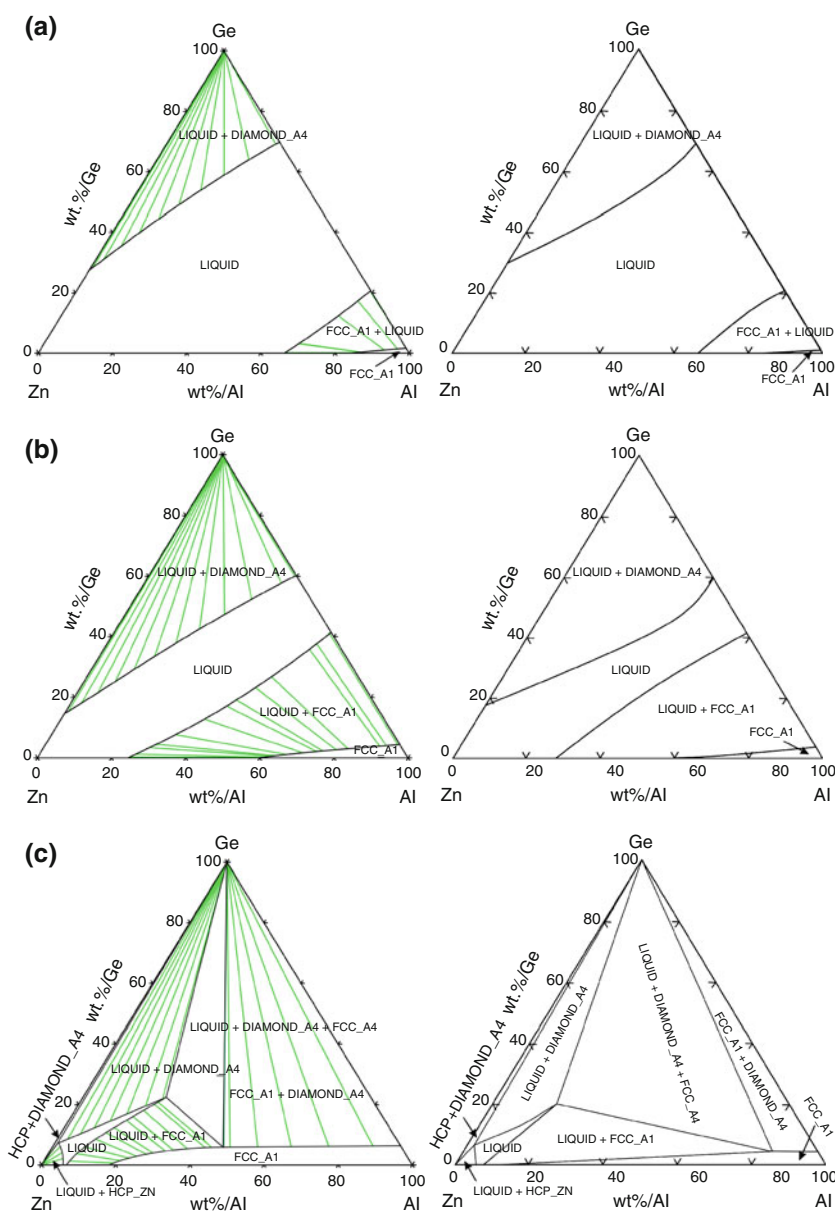 (a)
Ge
100
80
60
40
20
0
wt.%/Ge
LIQUID + DIAMOND_A4
LIQUID
FCC_A1 + LIQUID
FCC_A1
0 20 40 60 80 100
Zn wt%/Al Al
Ge
100
80
60
40
20
0
wt.%/Ge
LIQUID + DIAMOND_A4
LIQUID
FCC_A1 + LIQUID
FCC_A1
0 20 40 60 80 100
Zn wt%/Al Al
(b)
Ge
100
80
60
40
20
0
wt.%/Ge
LIQUID + DIAMOND_A4
LIQUID
LIQUID + FCC_A1
FCC_A1
0 20 40 60 80 100
Zn wt%/Al Al
Ge
100
80
60
40
20
0
wt.%/Ge
LIQUID + DIAMOND_A4
LIQUID
LIQUID + FCC_A1
FCC_A1
0 20 40 60 80 100
Zn wt%/Al Al
(c)
Ge
100
80
60
40
20
0
HCP+DIAMOND_A4 wt.%/Ge
LIQUID + DIAMOND_A4 + FCC_A4
LIQUID + DIAMOND_A4
FCC_A1 + DIAMOND_A4
LIQUID + FCC_A1
LIQUID
FCC_A1
0 20 40 60 80 100
LIQUID + HCP_ZN
Zn wt%/Al Al
Ge
100
80
60
40
20
0
HCP+DIAMOND_A4 wt.%/Ge
LIQUID + DIAMOND_A4
LIQUID + DIAMOND_A4 + FCC_A4
FCC_A1 + DIAMOND_A4
FCC_A1
LIQUID + FCC_A1
LIQUID
0 20 40 60 80 100
LIQUID + HCP_ZN
Zn wt%/Al Al